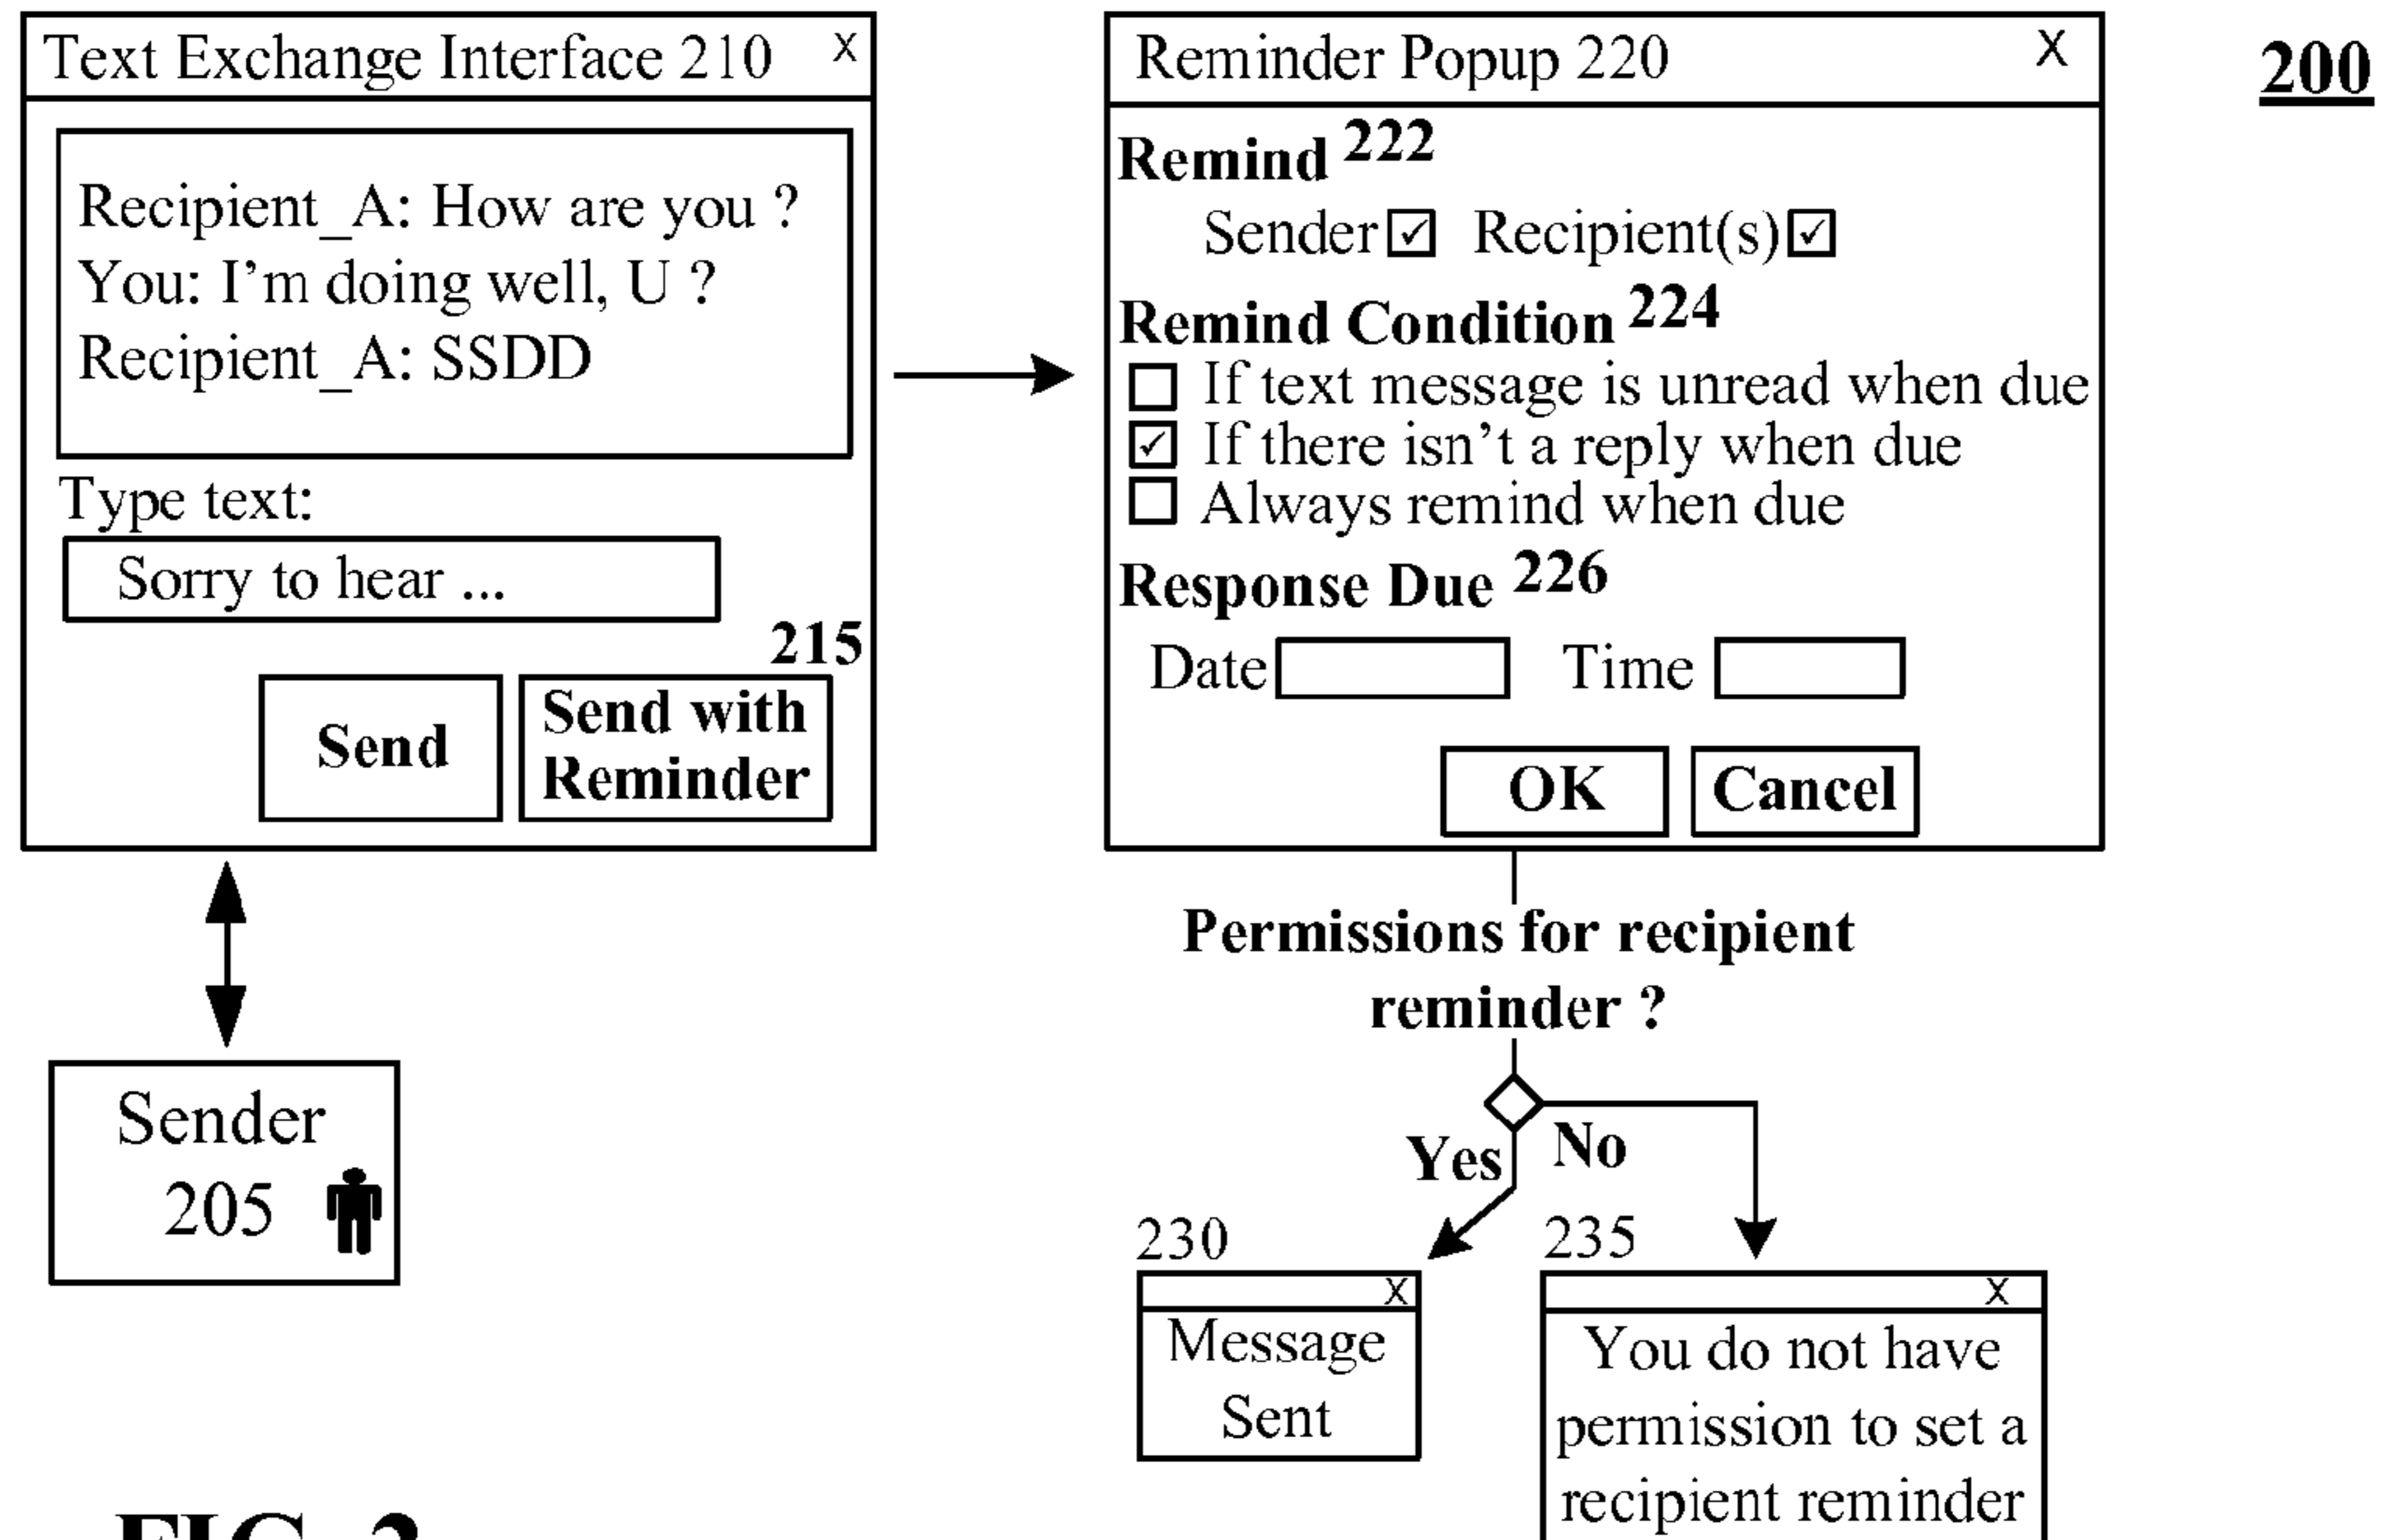 Text Exchange Interface 210 X
Recipient_A: How are you ?
You: I'm doing well, U ?
Recipient_A: SSDD
Type text:
Sorry to hear ...
215
Send
Send with
Reminder
Sender
205
Reminder Popup 220 X
200
Remind 222
Sender ✓ Recipient(s) ✓
Remind Condition 224
If text message is unread when due
✓ If there isn't a reply when due
Always remind when due
Response Due 226
Date Time
OK Cancel
Permissions for recipient
reminder ?
Yes No
230
X
Message
Sent
235
X
You do not have
permission to set a
recipient reminder
FIG. 2